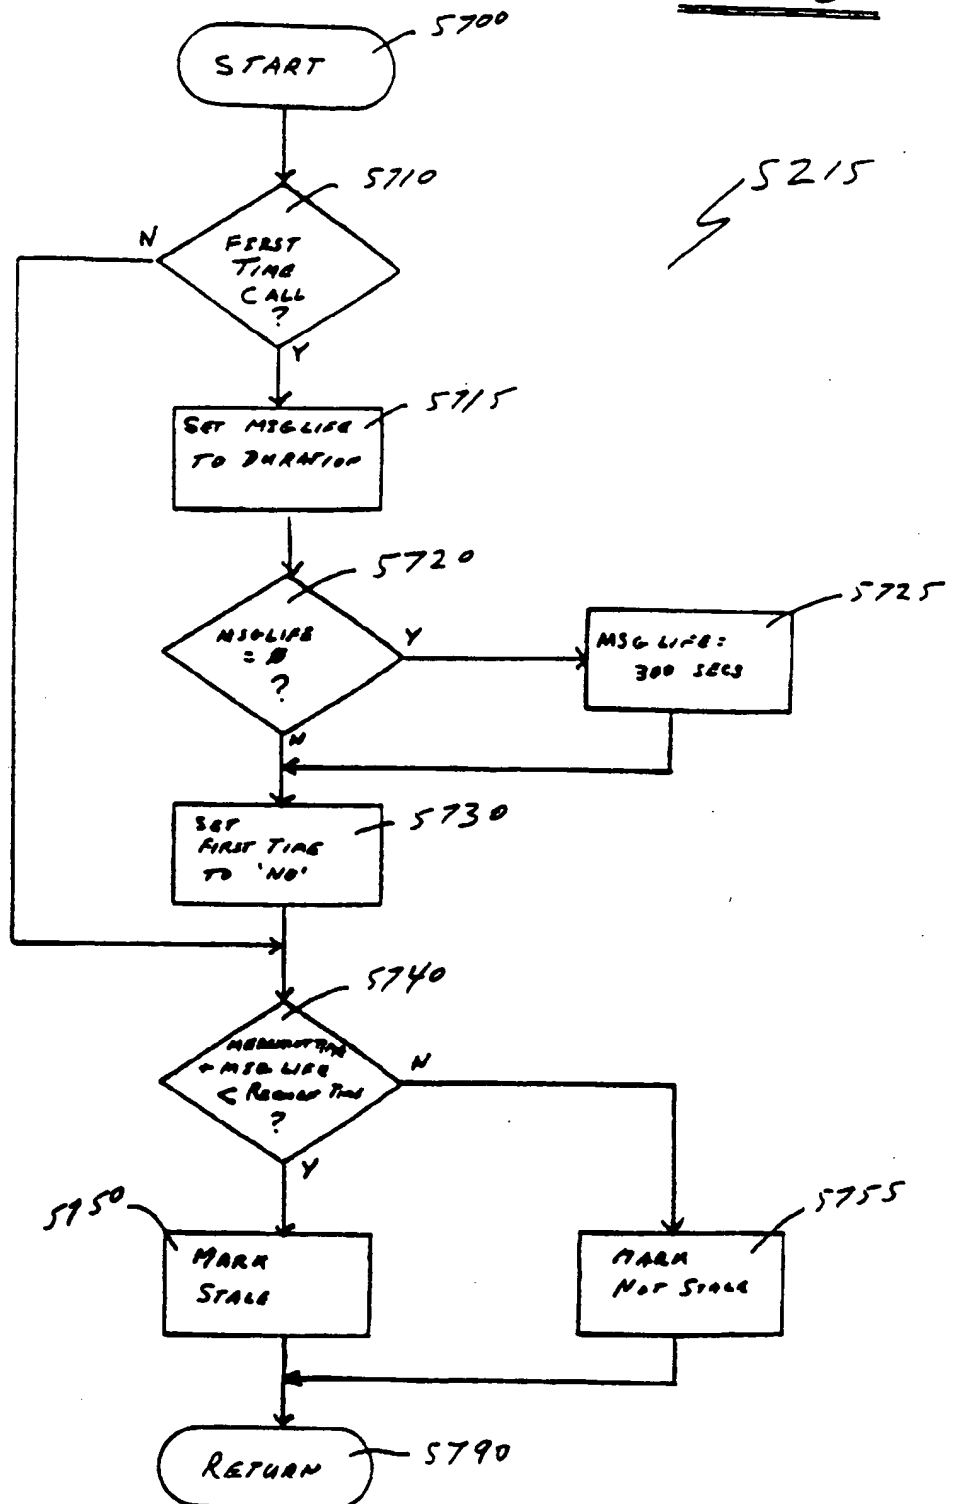 5700
START
5710
5215
N
FIRST
TIME
CALL
?
Y
5715
SET MSGLIFE
TO DURATION
5720
5725
MSGLIFE
= 0
?
Y
MSG LIFE:
300 SECS
N
5730
SET
FIRST TIME
TO 'NO'
5740
+ MSG LIFE
< Time
?
N
Y
5950
5755
MARK
STALE
MARK
NOT STALE
RETURN
5790